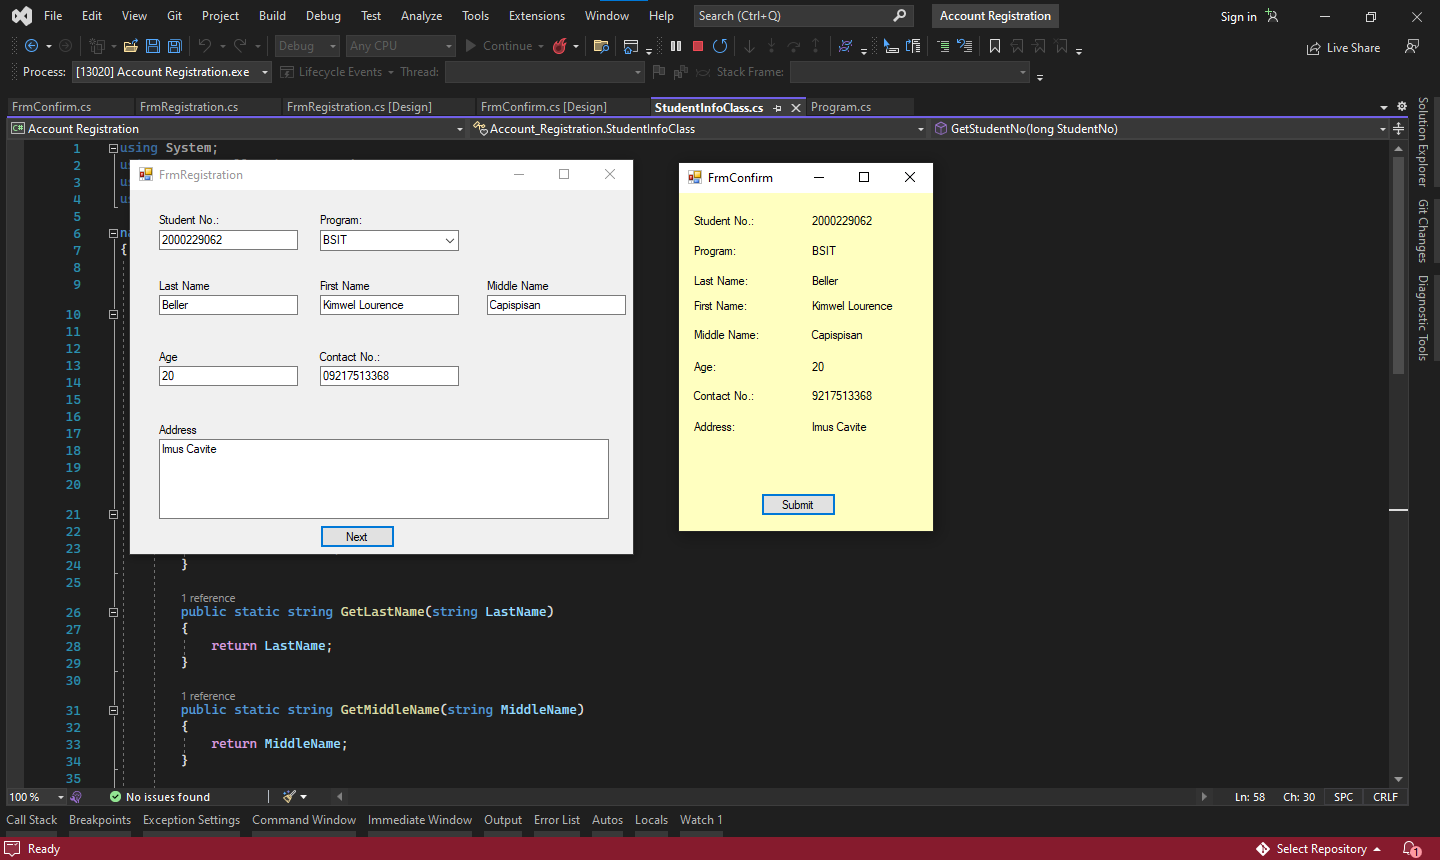 File Edit View Git Project Build Debug Test Analyze Tools Extensions Window Help Search (Ctrl+Q) Account Registration Sign in
Debug Any CPU Continue Live Share
Process: [13020] Account Registration.exe Lifecycle Events Thread: Stack Frame:
FrmConfirm.cs FrmRegistration.cs FrmRegistration.cs [Design] FrmConfirm.cs [Design] StudentInfoClass.cs Program.cs
C# Account Registration Account_Registration.StudentInfoClass GetStudentNo(long StudentNo)
Solution Explorer
Git Changes
Diagnostic Tools
1 using System;
2
3
4
5
6
7 {
8
9
10
11
12
13
14
15
16
17
18
19
20
21
22
23
24 }
25
1 reference
26 public static string GetLastName(string LastName)
27 {
28 return LastName;
29 }
30
1 reference
31 public static string GetMiddleName(string MiddleName)
32 {
33 return MiddleName;
34 }
35
FrmRegistration
Student No.: Program:
2000229062 BSIT
Last Name First Name Middle Name
Beller Kimwel Lourence Capispisan
Age Contact No.:
20 09217513368
Address
Imus Cavite
Next
FrmConfirm
Student No.: 2000229062
Program: BSIT
Last Name: Beller
First Name: Kimwel Lourence
Middle Name: Capispisan
Age: 20
Contact No.: 9217513368
Address: Imus Cavite
Submit
100 % No issues found Ln: 58 Ch: 30 SPC CRLF
Call Stack Breakpoints Exception Settings Command Window Immediate Window Output Error List Autos Locals Watch 1
Ready Select Repository 1